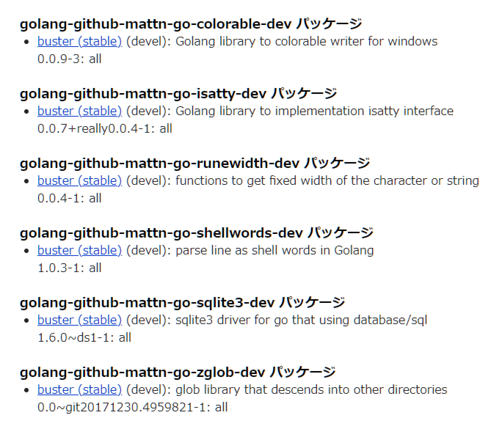 golang-github-mattn-go-colorable-dev パッケージ
buster (stable) (devel): Golang library to colorable writer for windows
0.0.9-3: all
golang-github-mattn-go-isatty-dev パッケージ
buster (stable) (devel): Golang library to implementation isatty interface
0.0.7+really0.0.4-1: all
golang-github-mattn-go-runewidth-dev パッケージ
buster (stable) (devel): functions to get fixed width of the character or string
0.0.4-1: all
golang-github-mattn-go-shellwords-dev パッケージ
buster (stable) (devel): parse line as shell words in Golang
1.0.3-1: all
golang-github-mattn-go-sqlite3-dev パッケージ
buster (stable) (devel): sqlite3 driver for go that using database/sql
1.6.0~ds1-1: all
golang-github-mattn-go-zglob-dev パッケージ
buster (stable) (devel): glob library that descends into other directories
0.0~git20171230.4959821-1: all